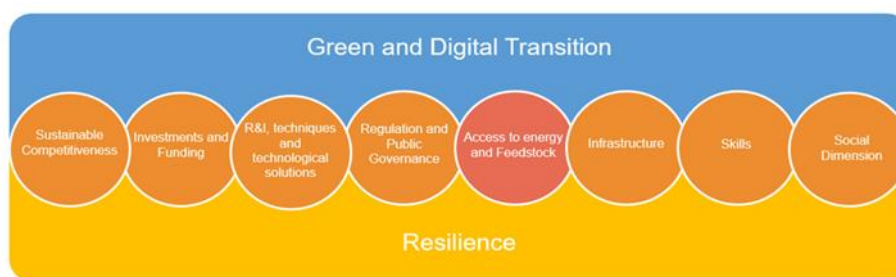 Green and Digital Transition
Sustainable
Competitiveness
Investments and
Funding
R&I, techniques
and
technological
solutions
Regulation and
Public
Governance
Access to energy
and Feedstock
Infrastructure
Skills
Social
Dimension
Resilience